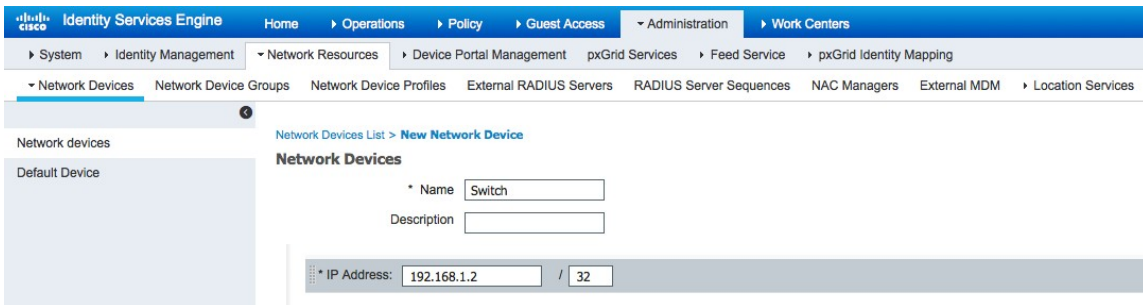 cisco Identity Services Engine Home Operations Policy Guest Access Administration Work Centers
System Identity Management Network Resources Device Portal Management pxGrid Services Feed Service pxGrid Identity Mapping
Network Devices Network Device Groups Network Device Profiles External RADIUS Servers RADIUS Server Sequences NAC Managers External MDM Location Services
Network devices
Default Device
Network Devices List > New Network Device
Network Devices
* Name Switch
Description
* IP Address: 192.168.1.2 / 32